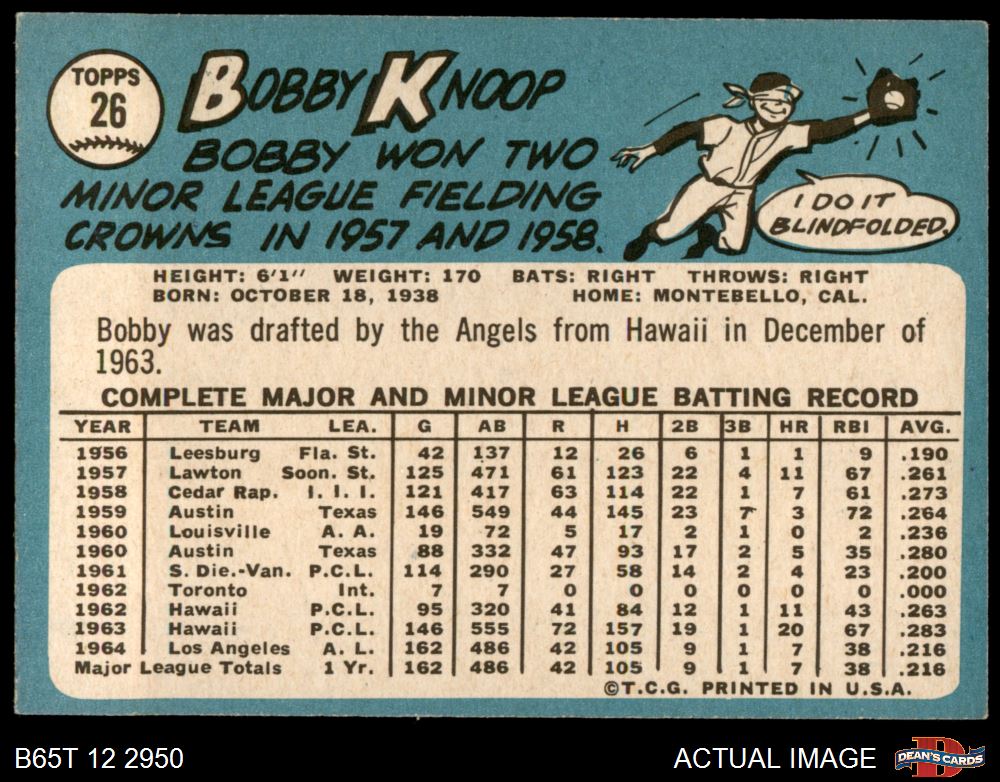 TOPPS
26
BOBBY KNOOP
BOBBY WON TWO
MINOR LEAGUE FIELDING
CROWNS IN 1957 AND 1958.
I DO IT
BLINDFOLDED.
HEIGHT: 6'1" WEIGHT: 170 BATS: RIGHT THROWS: RIGHT
BORN: OCTOBER 18, 1938 HOME: MONTEBELLO, CAL.
Bobby was drafted by the Angels from Hawaii in December of
1963.
COMPLETE MAJOR AND MINOR LEAGUE BATTING RECORD
YEAR TEAM LEA. G AB R H 2B 3B HR RBI AVG.
1956 Leesburg Fla. St. 42 137 12 26 6 1 1 9 .190
1957 Lawton Soon. St. 125 471 61 123 22 4 11 67 .261
1958 Cedar Rap. I. I. I. 121 417 63 114 22 1 7 61 .273
1959 Austin Texas 146 549 44 145 23 7 3 72 .264
1960 Louisville A. A. 19 72 5 17 2 1 0 2 .236
1960 Austin Texas 88 332 47 93 17 2 5 35 .280
1961 S. Die.-Van. P.C.L. 114 290 27 58 14 2 4 23 .200
1962 Toronto Int. 7 7 0 0 0 0 0 0 .000
1962 Hawaii P.C.L. 95 320 41 84 12 1 11 43 .263
1963 Hawaii P.C.L. 146 555 72 157 19 1 20 67 .283
1964 Los Angeles A. L. 162 486 42 105 9 1 7 38 .216
Major League Totals 1 Yr. 162 486 42 105 9 1 7 38 .216
©T.C.G. PRINTED IN U.S.A.
B65T 12 2950 ACTUAL IMAGE
D
DEAN'S CARDS